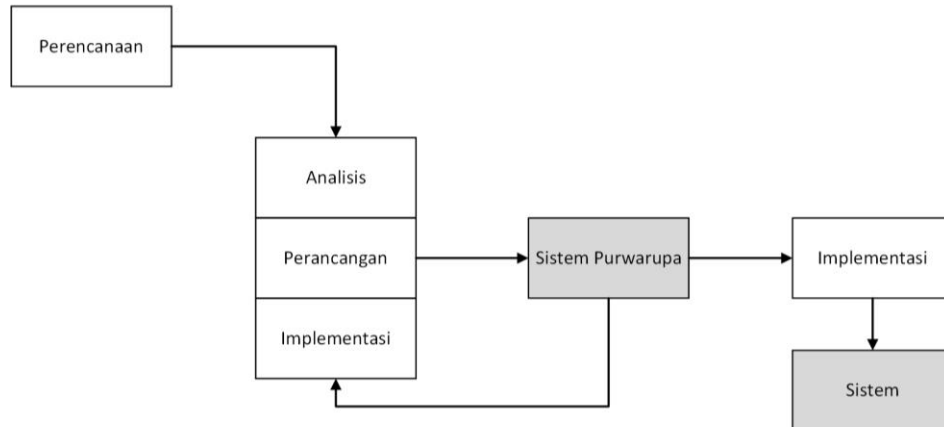 Perencanaan
Analisis
Perancangan
Implementasi
Sistem Purwarupa
Implementasi
Sistem